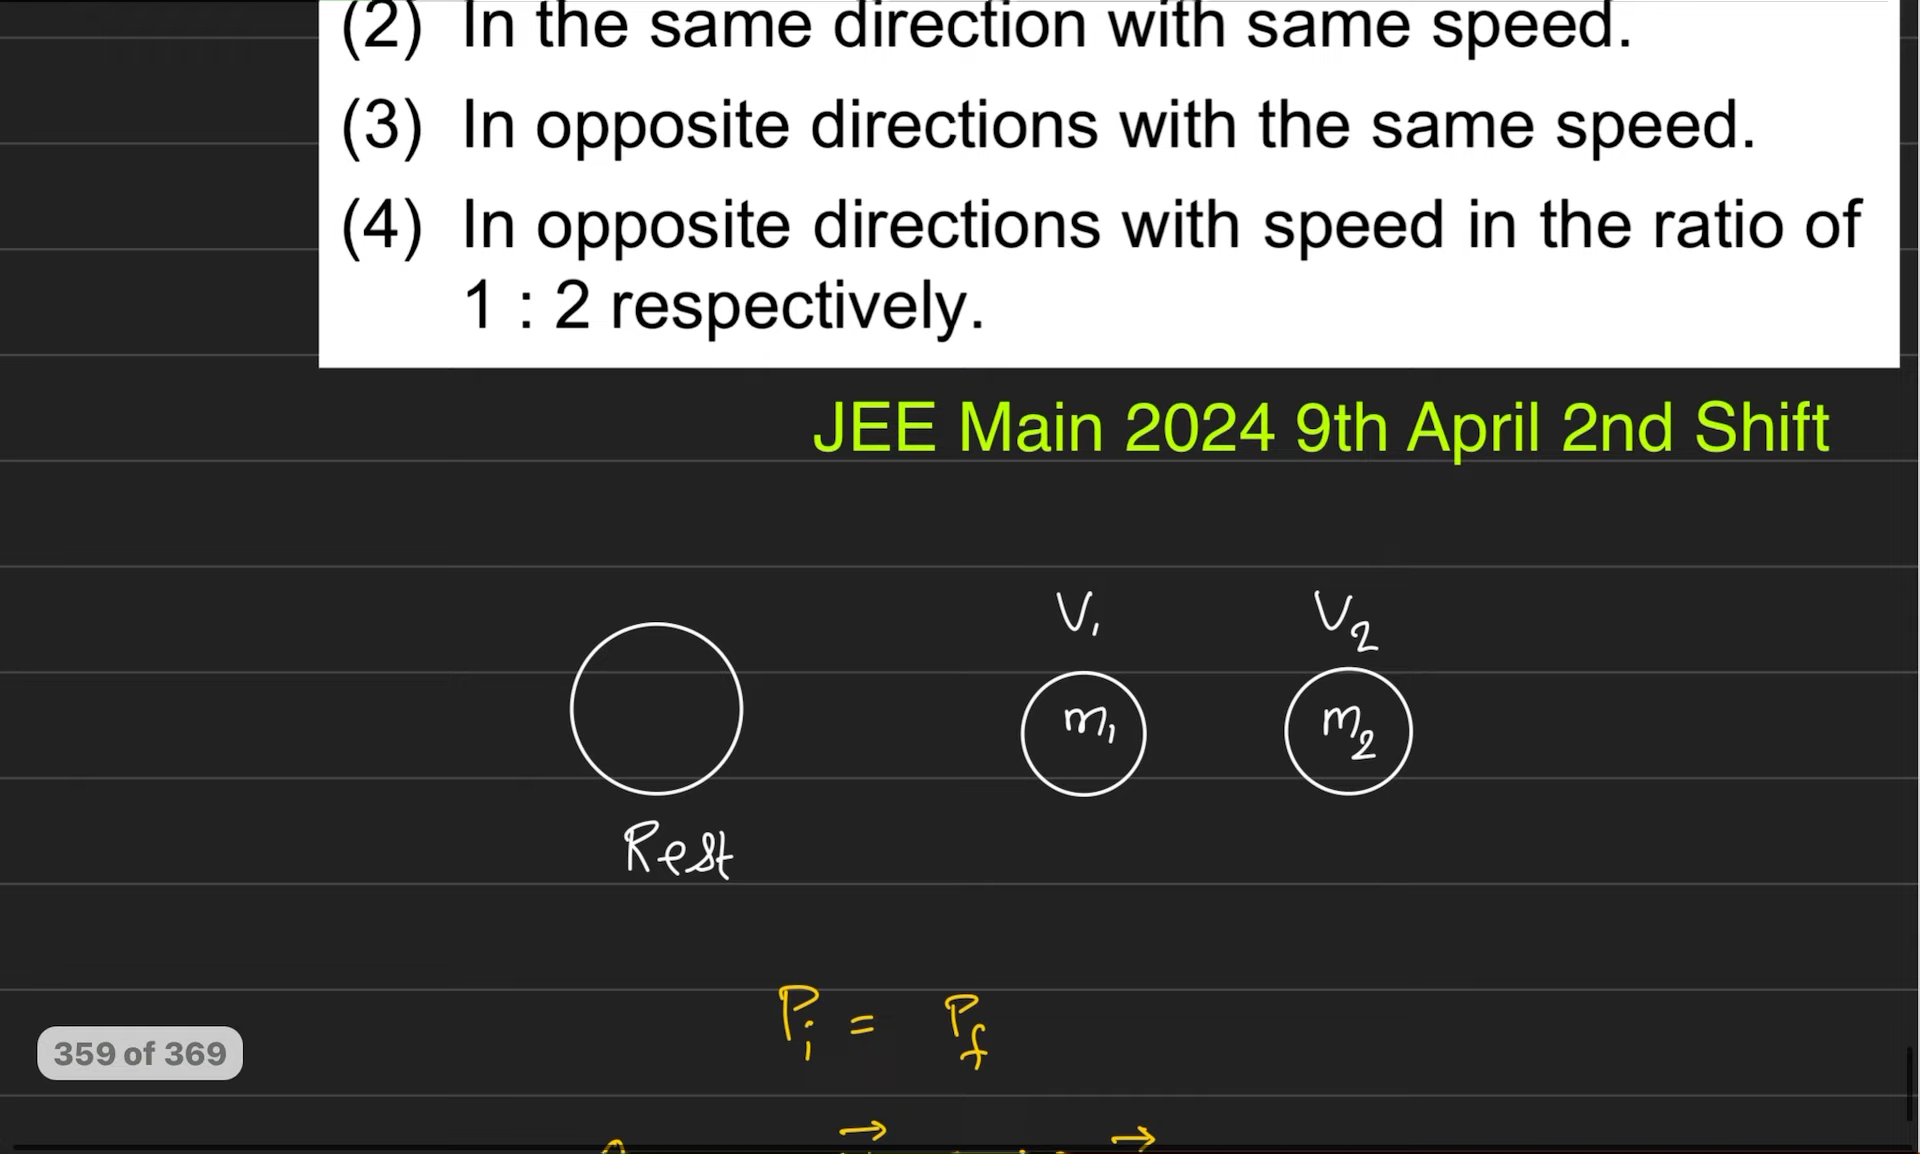 (2) In the same direction with same speed.
(3) In opposite directions with the same speed.
(4) In opposite directions with speed in the ratio of
1 : 2 respectively.
JEE Main 2024 9th April 2nd Shift
V₁ V₂
m₁ m₂
Rest
Pᵢ = P_f
359 of 369